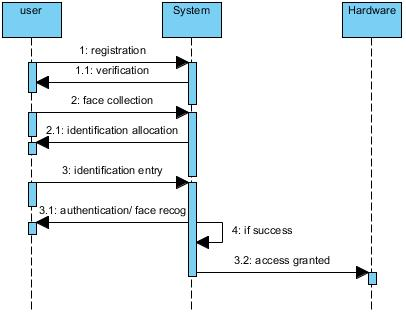 user
System
Hardware
1: registration
1.1: verification
2: face collection
2.1: identification allocation
3: identification entry
3.1: authentication/ face recog
4: if success
3.2: access granted